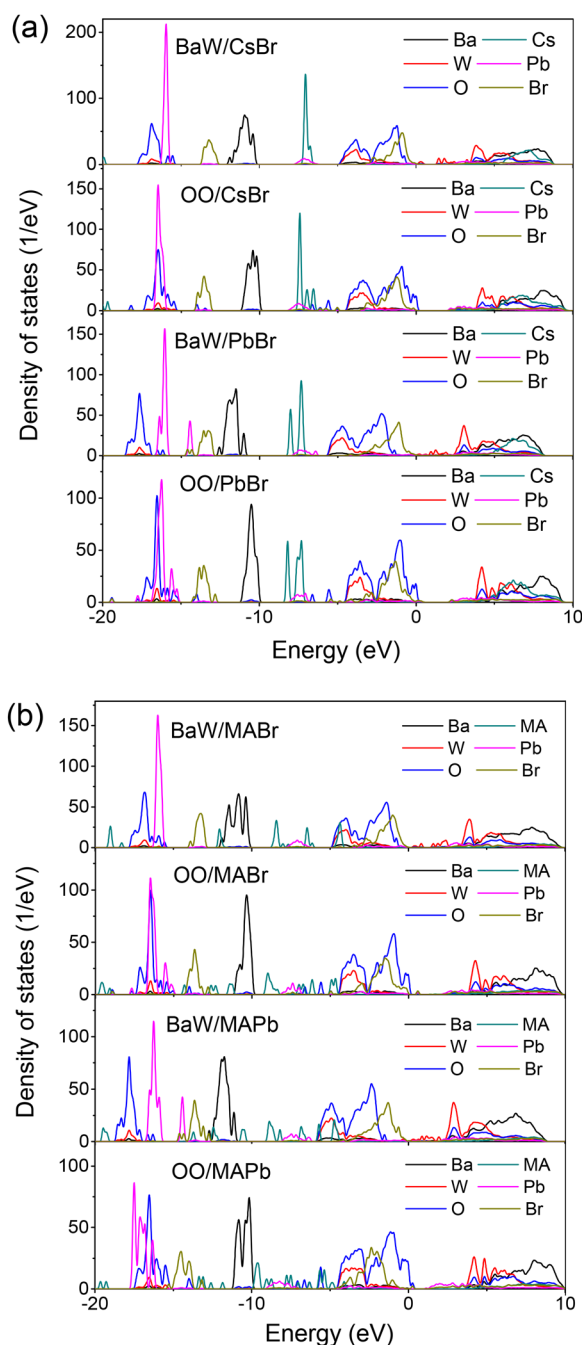 (a)
BaW/CsBr
Ba Cs
W Pb
O Br
200
100
0
OO/CsBr
Ba Cs
W Pb
O Br
150
100
50
0
BaW/PbBr
Ba Cs
W Pb
O Br
150
100
50
0
OO/PbBr
Ba Cs
W Pb
O Br
100
50
0
Density of states (1/eV)
-20 -10 0 10
Energy (eV)
(b)
BaW/MABr
Ba MA
W Pb
O Br
150
100
50
0
OO/MABr
Ba MA
W Pb
O Br
100
50
0
BaW/MAPb
Ba MA
W Pb
O Br
100
50
0
OO/MAPb
Ba MA
W Pb
O Br
100
50
0
Density of states (1/eV)
-20 -10 0 10
Energy (eV)